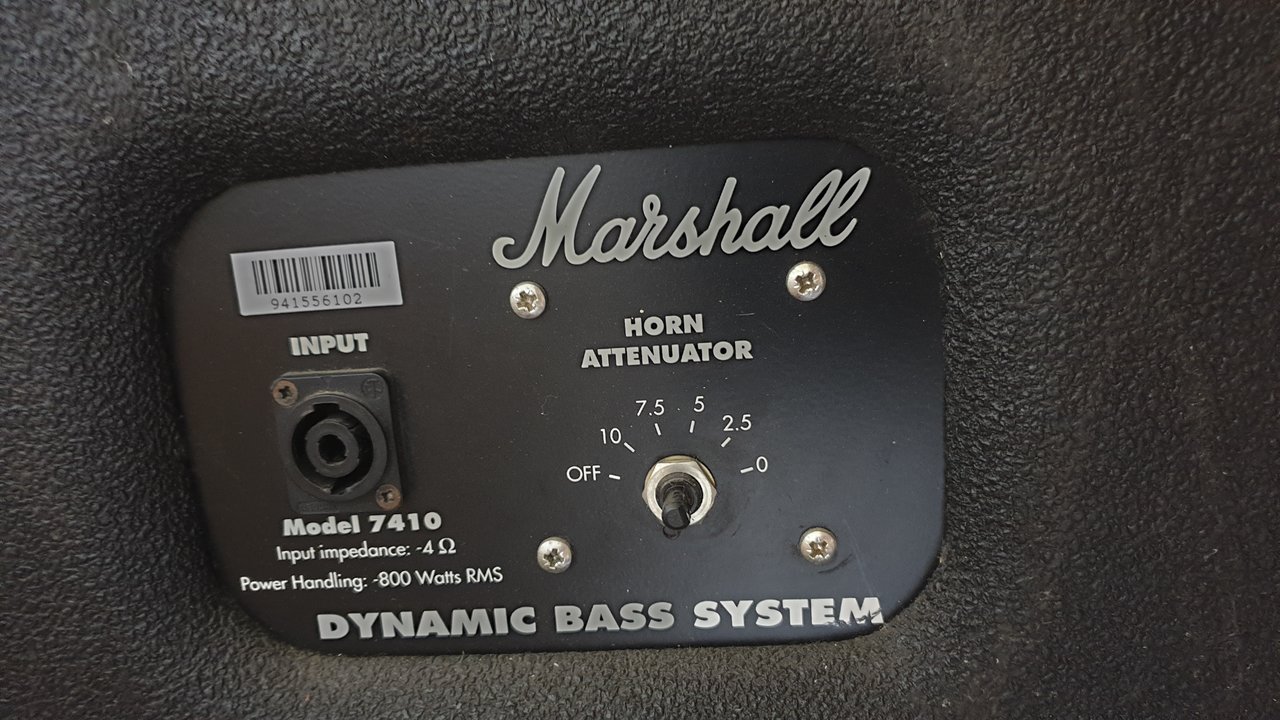 Marshall
941556102
INPUT
HORN
ATTENUATOR
OFF 10 7.5 5 2.5 0
Model 7410
Input impedance: -4 Ω
Power Handling: -800 Watts RMS
DYNAMIC BASS SYSTEM